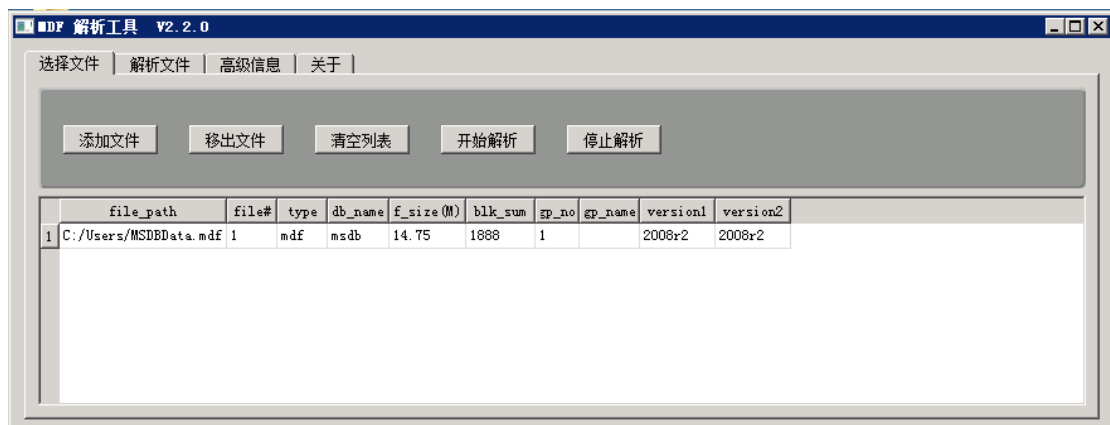 MDF 解析工具 V2.2.0
选择文件 解析文件 高级信息 关于
添加文件 移出文件 清空列表 开始解析 停止解析
file_path file# type db_name f_size(M) blk_sum gp_no gp_name version1 version2
1 C:/Users/MSDBData.mdf 1 mdf msdb 14.75 1888 1 2008r2 2008r2